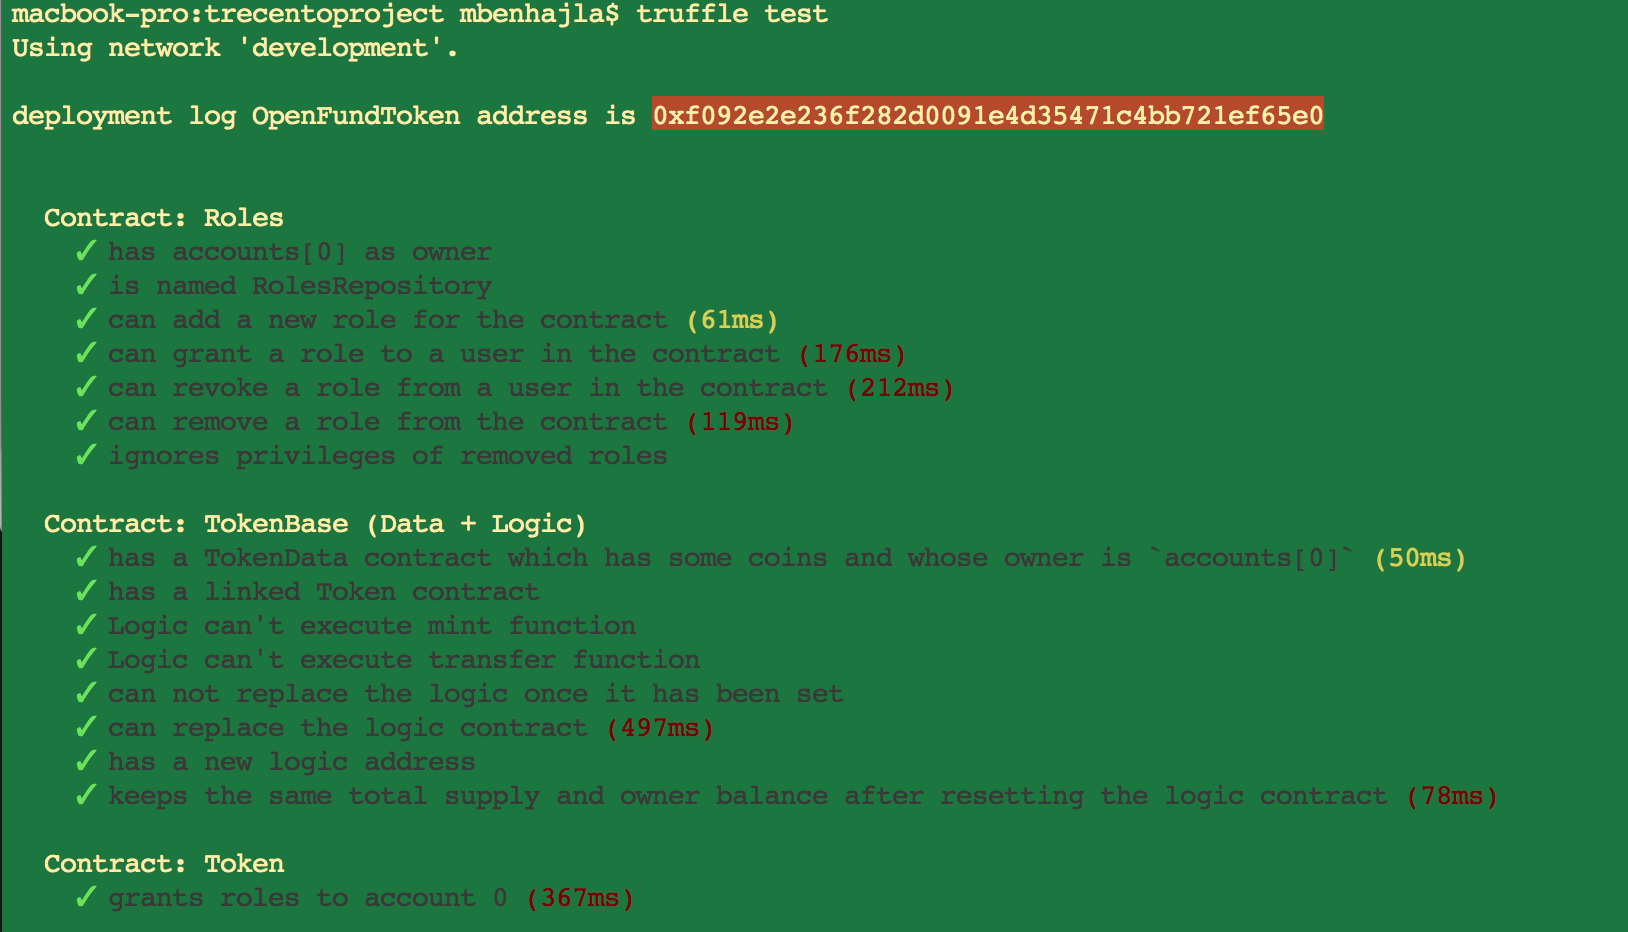 macbook-pro:trecentoproject mbenhajla$ truffle test
Using network 'development'.
deployment log OpenFundToken address is 0xf092e2e236f282d0091e4d35471c4bb721ef65e0
Contract: Roles
✓ has accounts[0] as owner
✓ is named RolesRepository
✓ can add a new role for the contract (61ms)
✓ can grant a role to a user in the contract (176ms)
✓ can revoke a role from a user in the contract (212ms)
✓ can remove a role from the contract (119ms)
✓ ignores privileges of removed roles
Contract: TokenBase (Data + Logic)
✓ has a TokenData contract which has some coins and whose owner is `accounts[0]` (50ms)
✓ has a linked Token contract
✓ Logic can't execute mint function
✓ Logic can't execute transfer function
✓ can not replace the logic once it has been set
✓ can replace the logic contract (497ms)
✓ has a new logic address
✓ keeps the same total supply and owner balance after resetting the logic contract (78ms)
Contract: Token
✓ grants roles to account 0 (367ms)